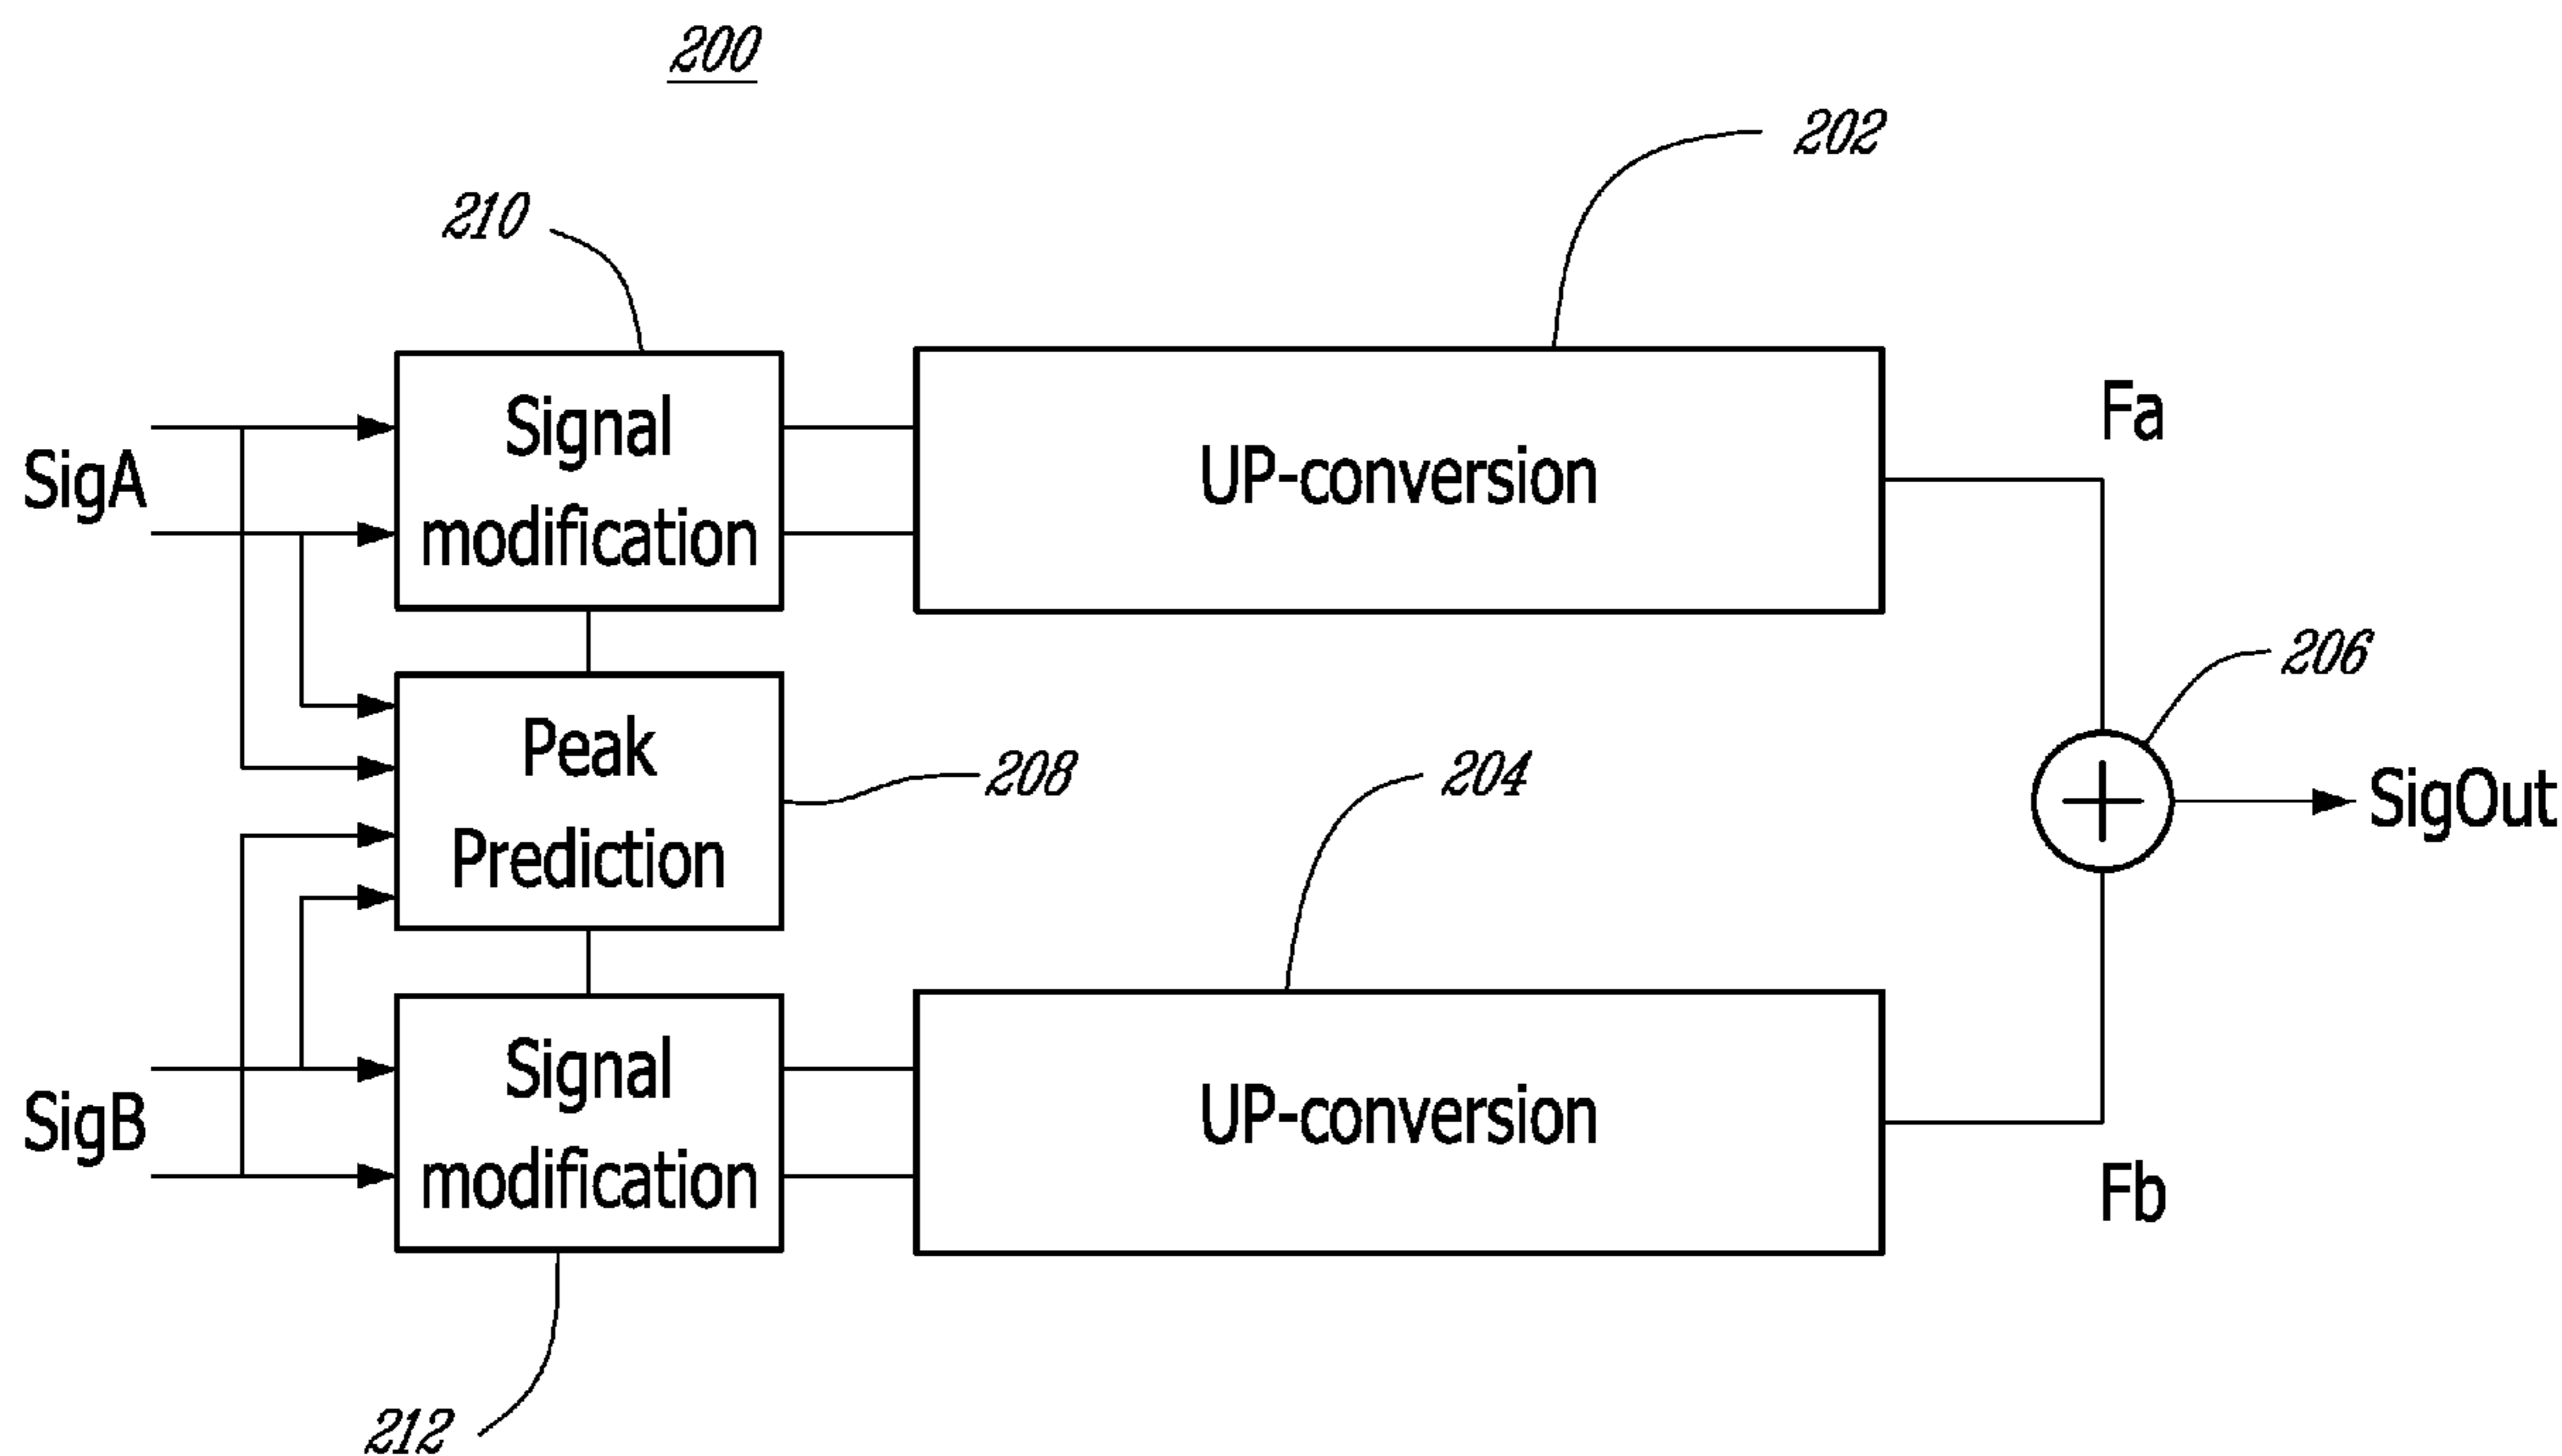 200
202
210
Signal
modification
UP-conversion
Fa
SigA
206
Peak
Prediction
208
204
SigOut
Signal
modification
UP-conversion
SigB
Fb
212